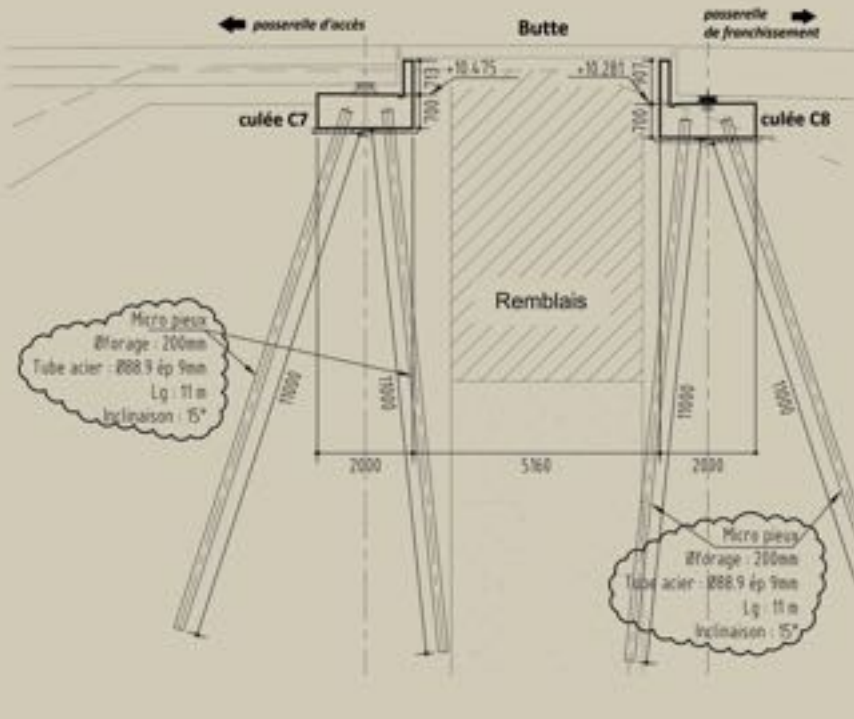 passerelle d'accès
Butte
passerelle
de franchissement
713
+10.475
+10.281
907
culée C7
700
700
culée C8
Remblais
Micro pieux
Øforage : 200mm
Tube acier : Ø88.9 ép 9mm
Lg : 11 m
Inclinaison : 15°
11000
11000
11000
11000
2000
5160
2000
Micro pieux
Øforage : 200mm
Tube acier : Ø88.9 ép 9mm
Lg : 11 m
Inclinaison : 15°